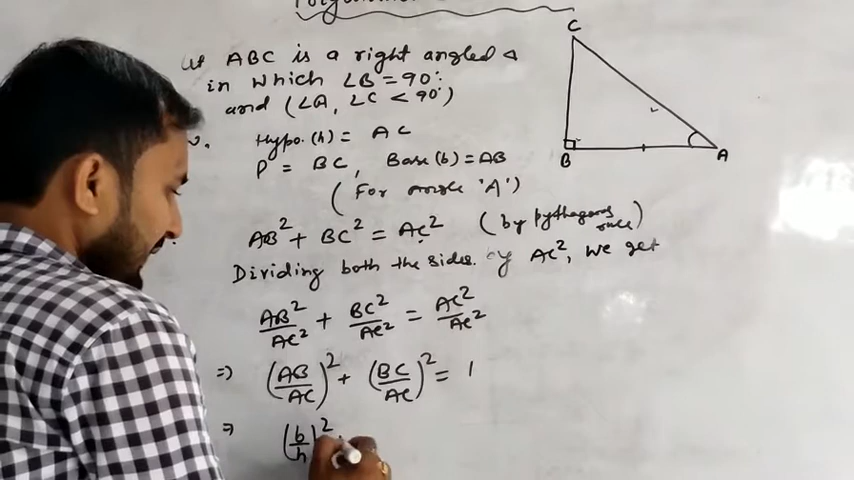 ABC is a right angled △
in which ∠B = 90°.
and (∠A, ∠C < 90°)
Hypo.(h) = AC
P = BC, Base(b) = AB
(For angle 'A')
AB² + BC² = AC² (by pythagoras rule)
Dividing both the sides. by AC², we get
AB²/AC² + BC²/AC² = AC²/AC²
⇒ (AB/AC)² + (BC/AC)² = 1
⇒ (b/h)²
C
B
A